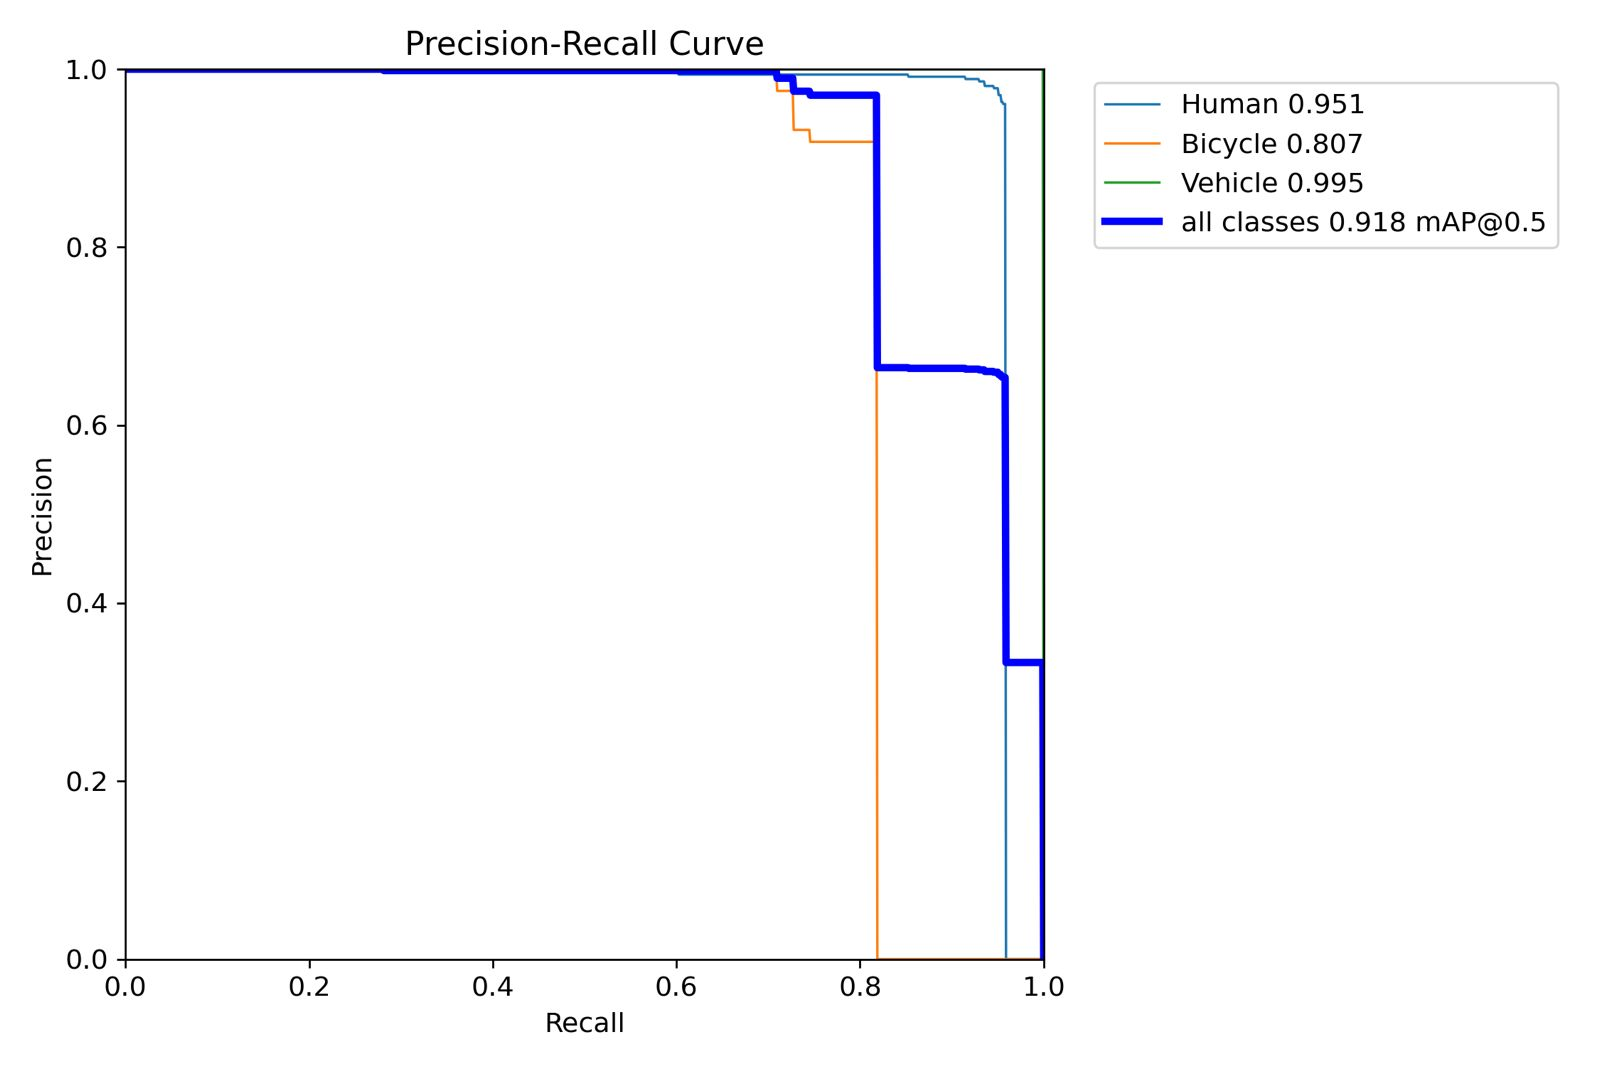 Precision-Recall Curve
1.0
0.8
0.6
0.4
0.2
0.0
Precision
0.0 0.2 0.4 0.6 0.8 1.0
Recall
Human 0.951
Bicycle 0.807
Vehicle 0.995
all classes 0.918 mAP@0.5